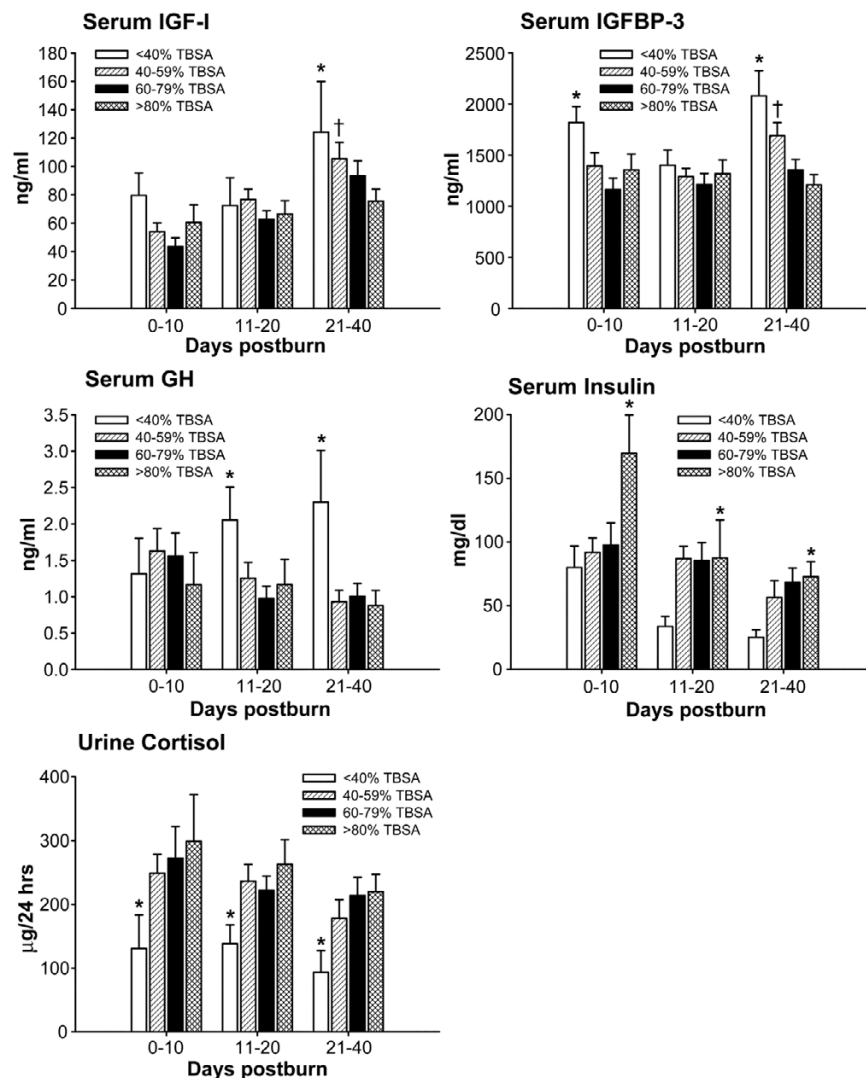 Serum IGF-I
180
160
140
120
100
80
60
40
20
0
ng/ml
<40% TBSA
40-59% TBSA
60-79% TBSA
>80% TBSA
*
†
0-10 11-20 21-40
Days postburn
Serum IGFBP-3
2500
2000
1500
1000
500
0
ng/ml
<40% TBSA
40-59% TBSA
60-79% TBSA
>80% TBSA
*
*
†
0-10 11-20 21-40
Days postburn
Serum GH
3.5
3.0
2.5
2.0
1.5
1.0
0.5
0.0
ng/ml
<40% TBSA
40-59% TBSA
60-79% TBSA
>80% TBSA
*
*
0-10 11-20 21-40
Days postburn
Serum Insulin
200
150
100
50
0
mg/dl
<40% TBSA
40-59% TBSA
60-79% TBSA
>80% TBSA
*
*
*
0-10 11-20 21-40
Days postburn
Urine Cortisol
400
300
200
100
0
µg/24 hrs
<40% TBSA
40-59% TBSA
60-79% TBSA
>80% TBSA
*
*
*
0-10 11-20 21-40
Days postburn